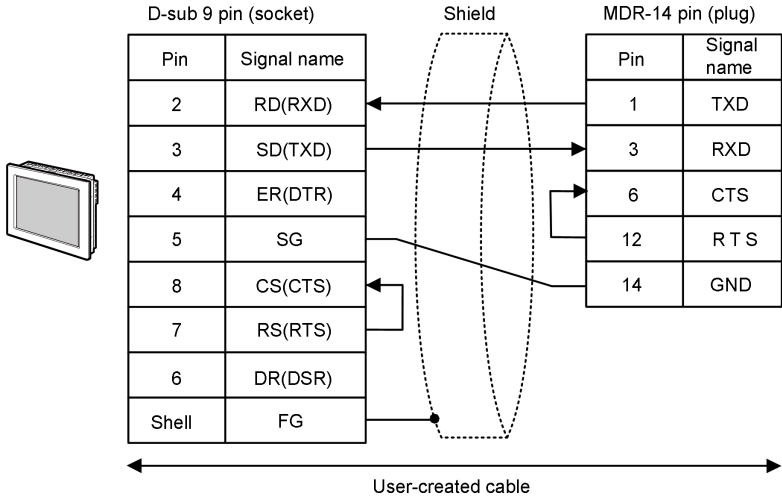 D-sub 9 pin (socket) Shield MDR-14 pin (plug)
Pin Signal name Pin Signal
name
2 RD(RXD) 1 TXD
3 SD(TXD) 3 RXD
4 ER(DTR) 6 CTS
5 SG 12 R T S
8 CS(CTS) 14 GND
7 RS(RTS)
6 DR(DSR)
Shell FG
User-created cable